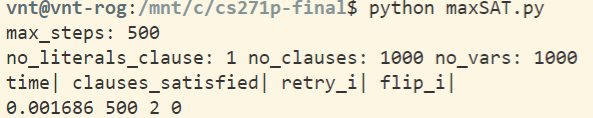 vnt@vnt-rog:/mnt/c/cs271p-final$ python maxSAT.py
max_steps: 500
no_literals_clause: 1 no_clauses: 1000 no_vars: 1000
time| clauses_satisfied| retry_i| flip_i|
0.001686 500 2 0